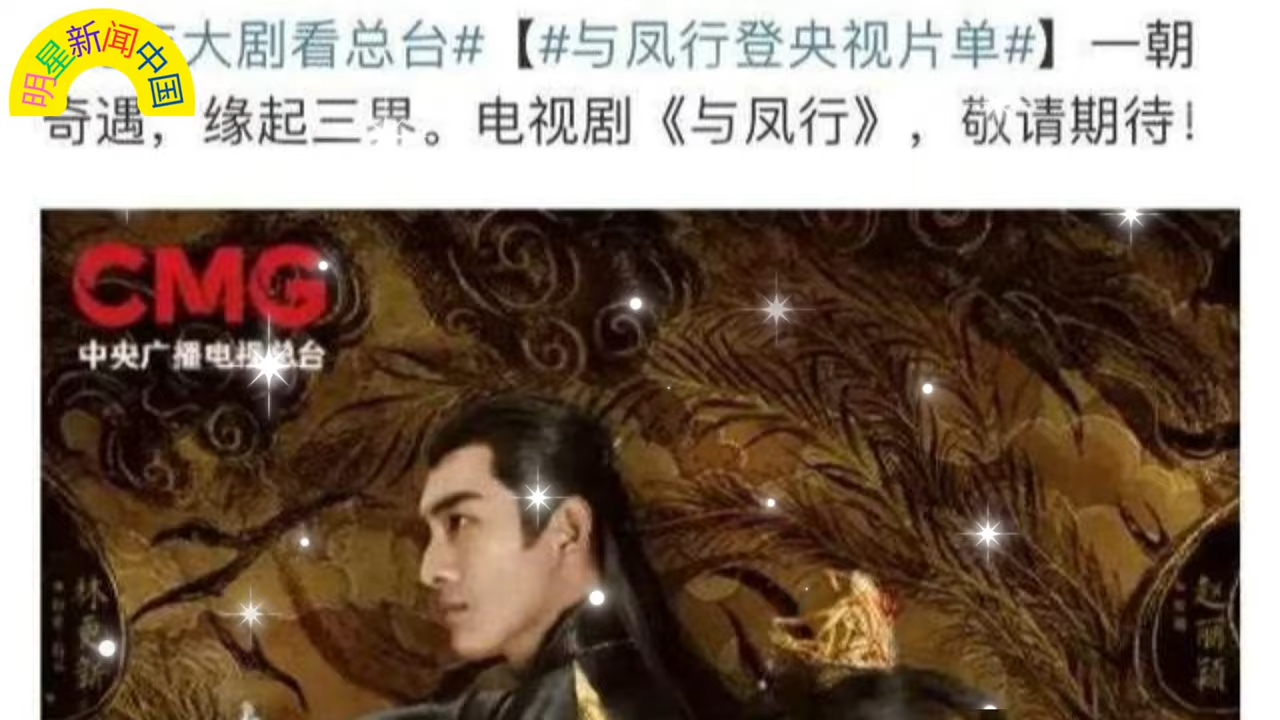 明星新闻中国
大剧看总台#【#与凤行登央视片单#】一朝
奇遇，缘起三界。电视剧《与凤行》，敬请期待！
CMG
中央广播电视总台
林更新
赵丽颖